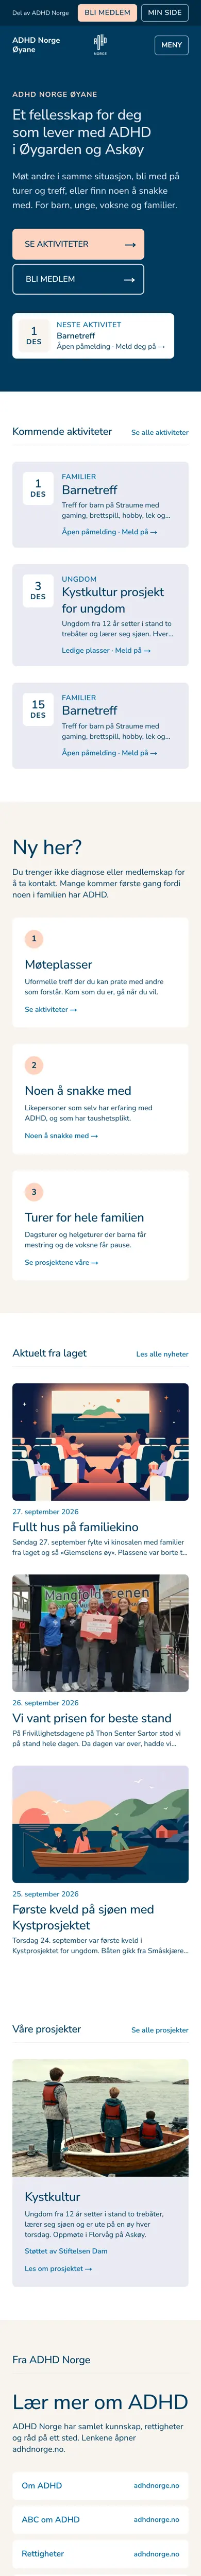 Del av ADHD Norge
BLI MEDLEM
MIN SIDE
ADHD Norge
Øyane
NORGE
MENY
ADHD NORGE ØYANE
Et fellesskap for deg
som lever med ADHD
i Øygarden og Askøy
Møt andre i samme situasjon, bli med på
turer og treff, eller finn noen å snakke
med. For barn, unge, voksne og familier.
SE AKTIVITETER →
BLI MEDLEM →
1
DES
NESTE AKTIVITET
Barnetreff
Åpen påmelding · Meld deg på →
Kommende aktiviteter
Se alle aktiviteter
1
DES
FAMILIER
Barnetreff
Treff for barn på Straume med
gaming, brettspill, hobby, lek og...
Åpen påmelding · Meld på →
3
DES
UNGDOM
Kystkultur prosjekt
for ungdom
Ungdom fra 12 år setter i stand to
trebåter og lærer seg sjøen. Hver...
Ledige plasser · Meld på →
15
DES
FAMILIER
Barnetreff
Treff for barn på Straume med
gaming, brettspill, hobby, lek og...
Åpen påmelding · Meld på →
Ny her?
Du trenger ikke diagnose eller medlemskap for
å ta kontakt. Mange kommer første gang fordi
noen i familien har ADHD.
1
Møteplasser
Uformelle treff der du kan prate med andre
som forstår. Kom som du er, gå når du vil.
Se aktiviteter →
2
Noen å snakke med
Likepersoner som selv har erfaring med
ADHD, og som har taushetsplikt.
Noen å snakke med →
3
Turer for hele familien
Dagsturer og helgeturer der barna får
mestring og de voksne får pause.
Se prosjektene våre →
Aktuelt fra laget
Les alle nyheter
27. september 2026
Fullt hus på familiekino
Søndag 27. september fylte vi kinosalen med familier
fra laget og så «Glemselens øy». Plassene var borte t...
Mangfoldscenen
26. september 2026
Vi vant prisen for beste stand
På Frivillighetsdagene på Thon Senter Sartor stod vi
på stand hele dagen. Da dagen var over, hadde vi...
25. september 2026
Første kveld på sjøen med
Kystprosjektet
Torsdag 24. september var første kveld i
Kystprosjektet for ungdom. Båten gikk fra Småskjære...
Våre prosjekter
Se alle prosjekter
Kystkultur
Ungdom fra 12 år setter i stand to trebåter,
lærer seg sjøen og er ute på en øy hver
torsdag. Oppmøte i Florvåg på Askøy.
Støttet av Stiftelsen Dam
Les om prosjektet →
Fra ADHD Norge
Lær mer om ADHD
ADHD Norge har samlet kunnskap, rettigheter
og råd på ett sted. Lenkene åpner
adhdnorge.no.
Om ADHD
adhdnorge.no
ABC om ADHD
adhdnorge.no
Rettigheter
adhdnorge.no